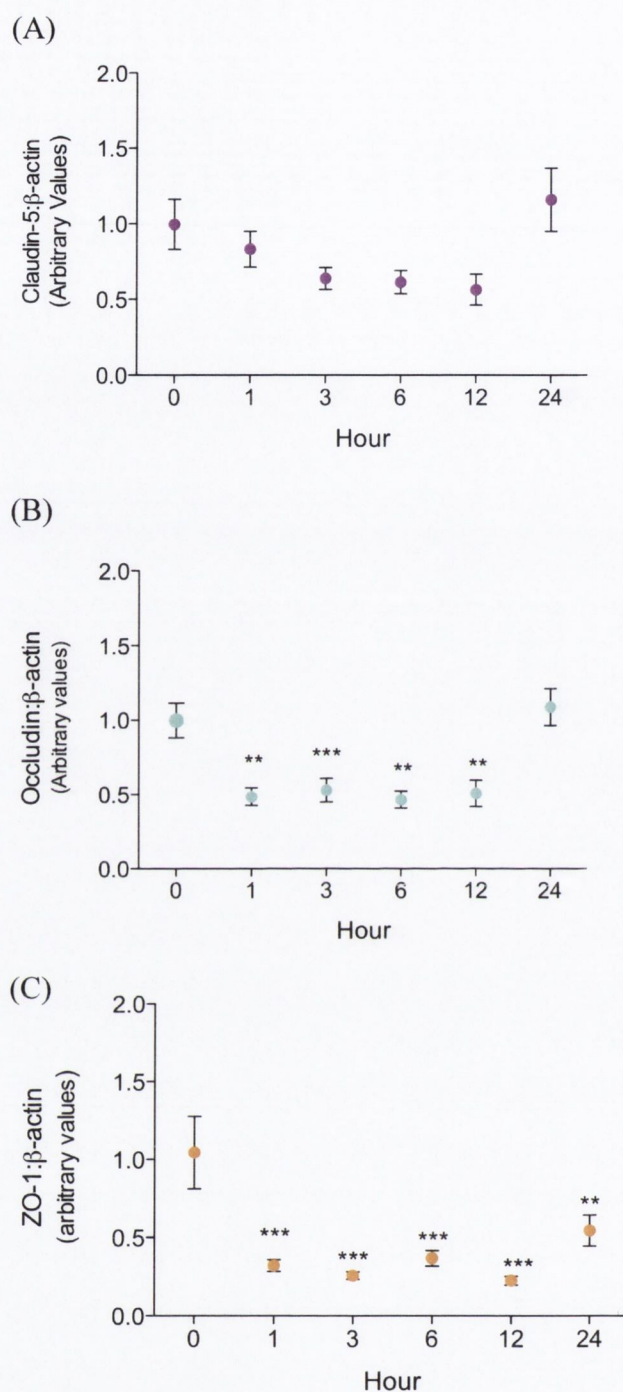 (A)
Claudin-5:β-actin
(Arbitrary Values)
2.0
1.5
1.0
0.5
0.0
0 1 3 6 12 24
Hour
(B)
Occludin:β-actin
(Arbitrary values)
2.0
1.5
1.0
0.5
0.0
** *** ** **
0 1 3 6 12 24
Hour
(C)
ZO-1:β-actin
(arbitrary values)
2.0
1.5
1.0
0.5
0.0
*** *** *** *** **
0 1 3 6 12 24
Hour